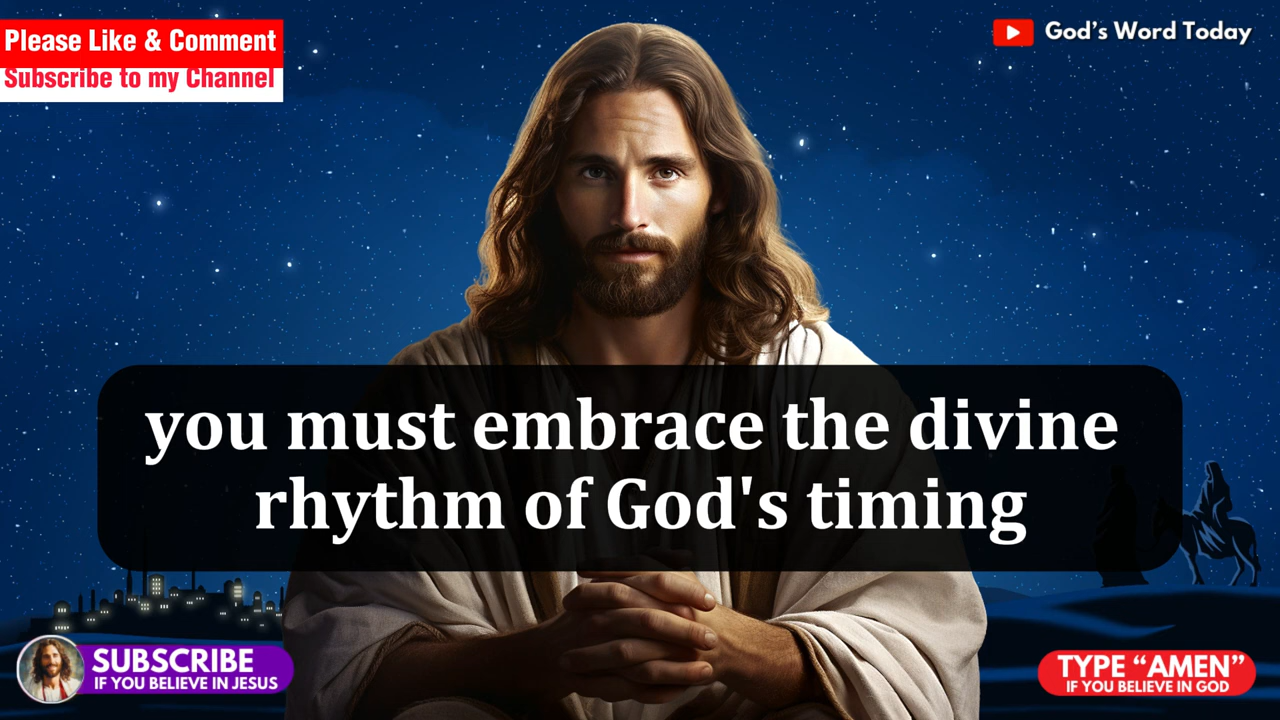 Please Like & Comment
Subscribe to my Channel
God's Word Today
you must embrace the divine
rhythm of God's timing
SUBSCRIBE
IF YOU BELIEVE IN JESUS
TYPE “AMEN”
IF YOU BELIEVE IN GOD